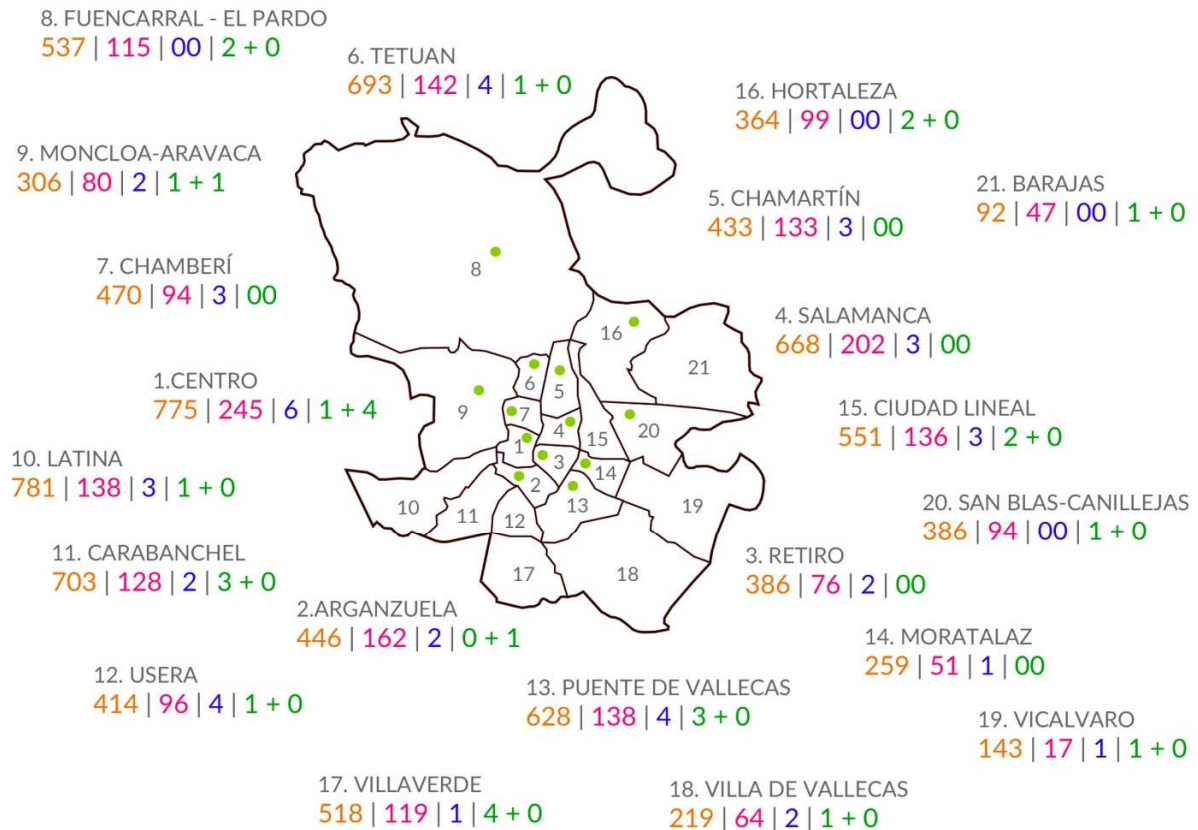 8. FUENCARRAL - EL PARDO
537 | 115 | 00 | 2 + 0
6. TETUAN
693 | 142 | 4 | 1 + 0
16. HORTALEZA
364 | 99 | 00 | 2 + 0
9. MONCLOA-ARAVACA
306 | 80 | 2 | 1 + 1
5. CHAMARTÍN
433 | 133 | 3 | 00
21. BARAJAS
92 | 47 | 00 | 1 + 0
7. CHAMBERÍ
470 | 94 | 3 | 00
4. SALAMANCA
668 | 202 | 3 | 00
1.CENTRO
775 | 245 | 6 | 1 + 4
15. CIUDAD LINEAL
551 | 136 | 3 | 2 + 0
10. LATINA
781 | 138 | 3 | 1 + 0
20. SAN BLAS-CANILLEJAS
386 | 94 | 00 | 1 + 0
11. CARABANCHEL
703 | 128 | 2 | 3 + 0
3. RETIRO
386 | 76 | 2 | 00
2.ARGANZUELA
446 | 162 | 2 | 0 + 1
14. MORATALAZ
259 | 51 | 1 | 00
12. USERA
414 | 96 | 4 | 1 + 0
13. PUENTE DE VALLECAS
628 | 138 | 4 | 3 + 0
19. VICALVARO
143 | 17 | 1 | 1 + 0
17. VILLAVERDE
518 | 119 | 1 | 4 + 0
18. VILLA DE VALLECAS
219 | 64 | 2 | 1 + 0
8
16
21
6
5
9
7
4
15
20
1
3
14
2
13
10
11
12
19
17
18